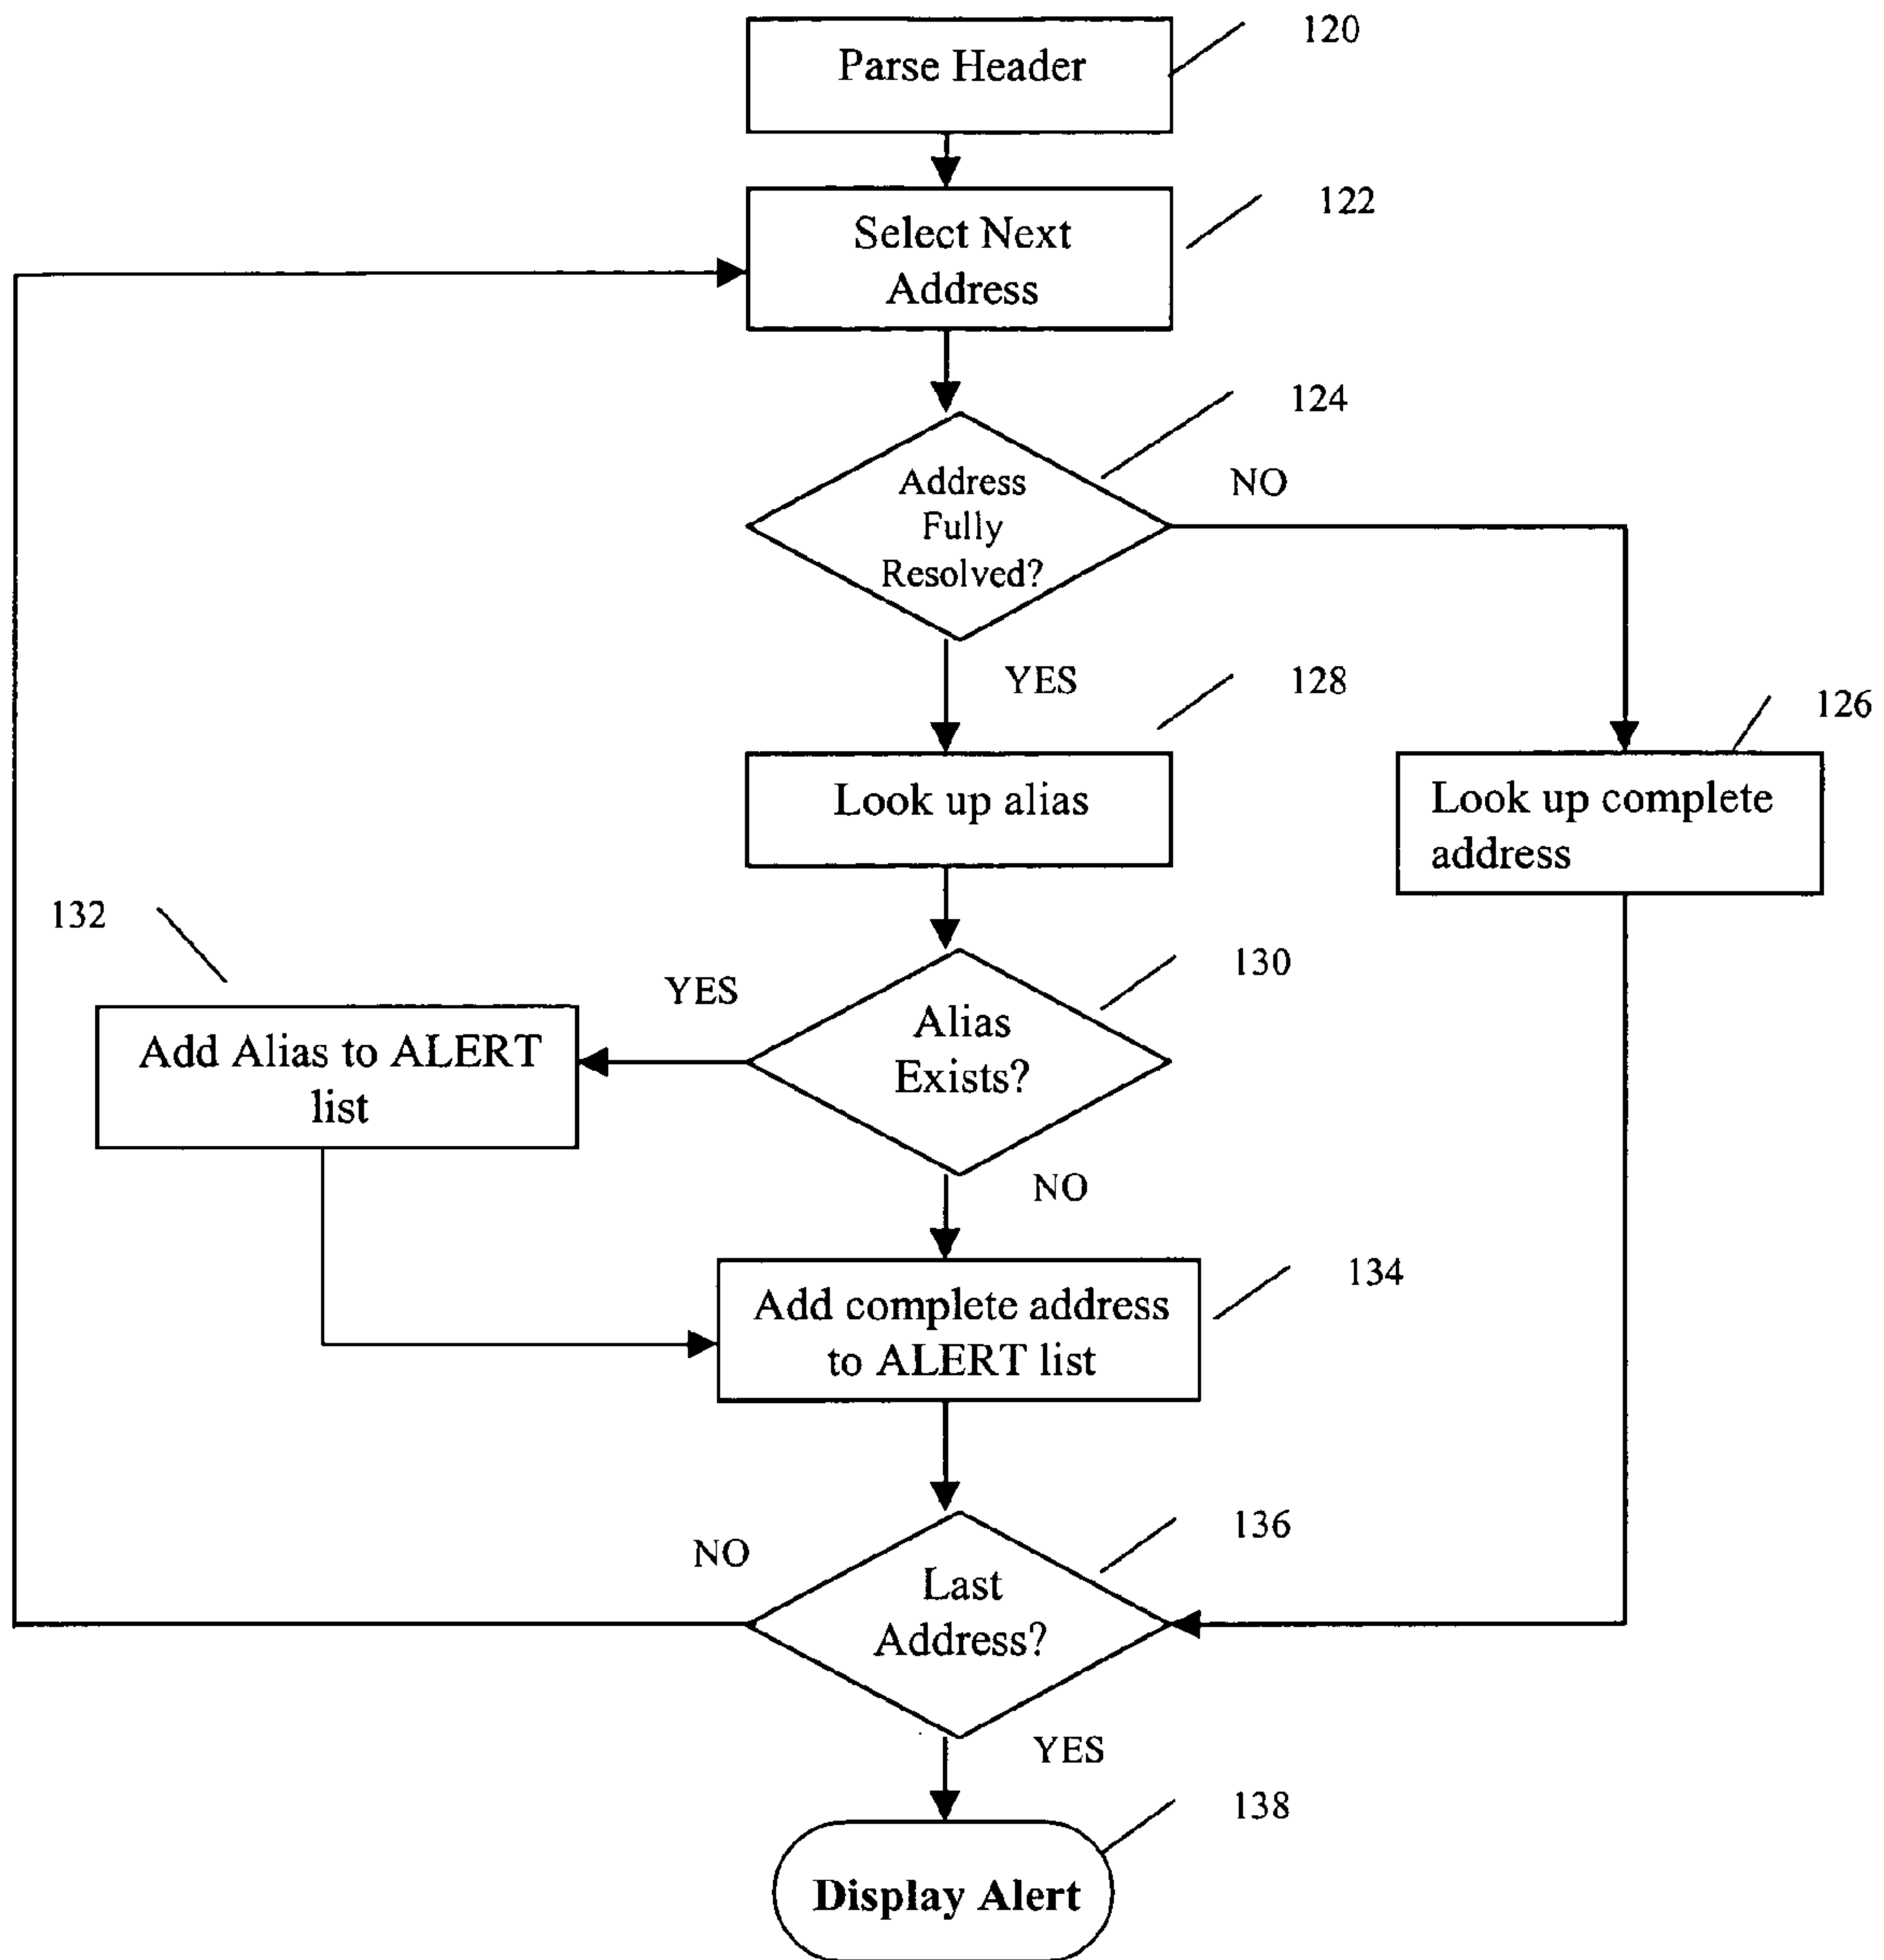 120
Parse Header
122
Select Next
Address
124
Address
Fully
Resolved?
NO
YES
128
126
Look up alias
Look up complete
address
132
130
YES
Alias
Exists?
Add Alias to ALERT
list
NO
134
Add complete address
to ALERT list
136
NO
Last
Address?
YES
138
Display Alert